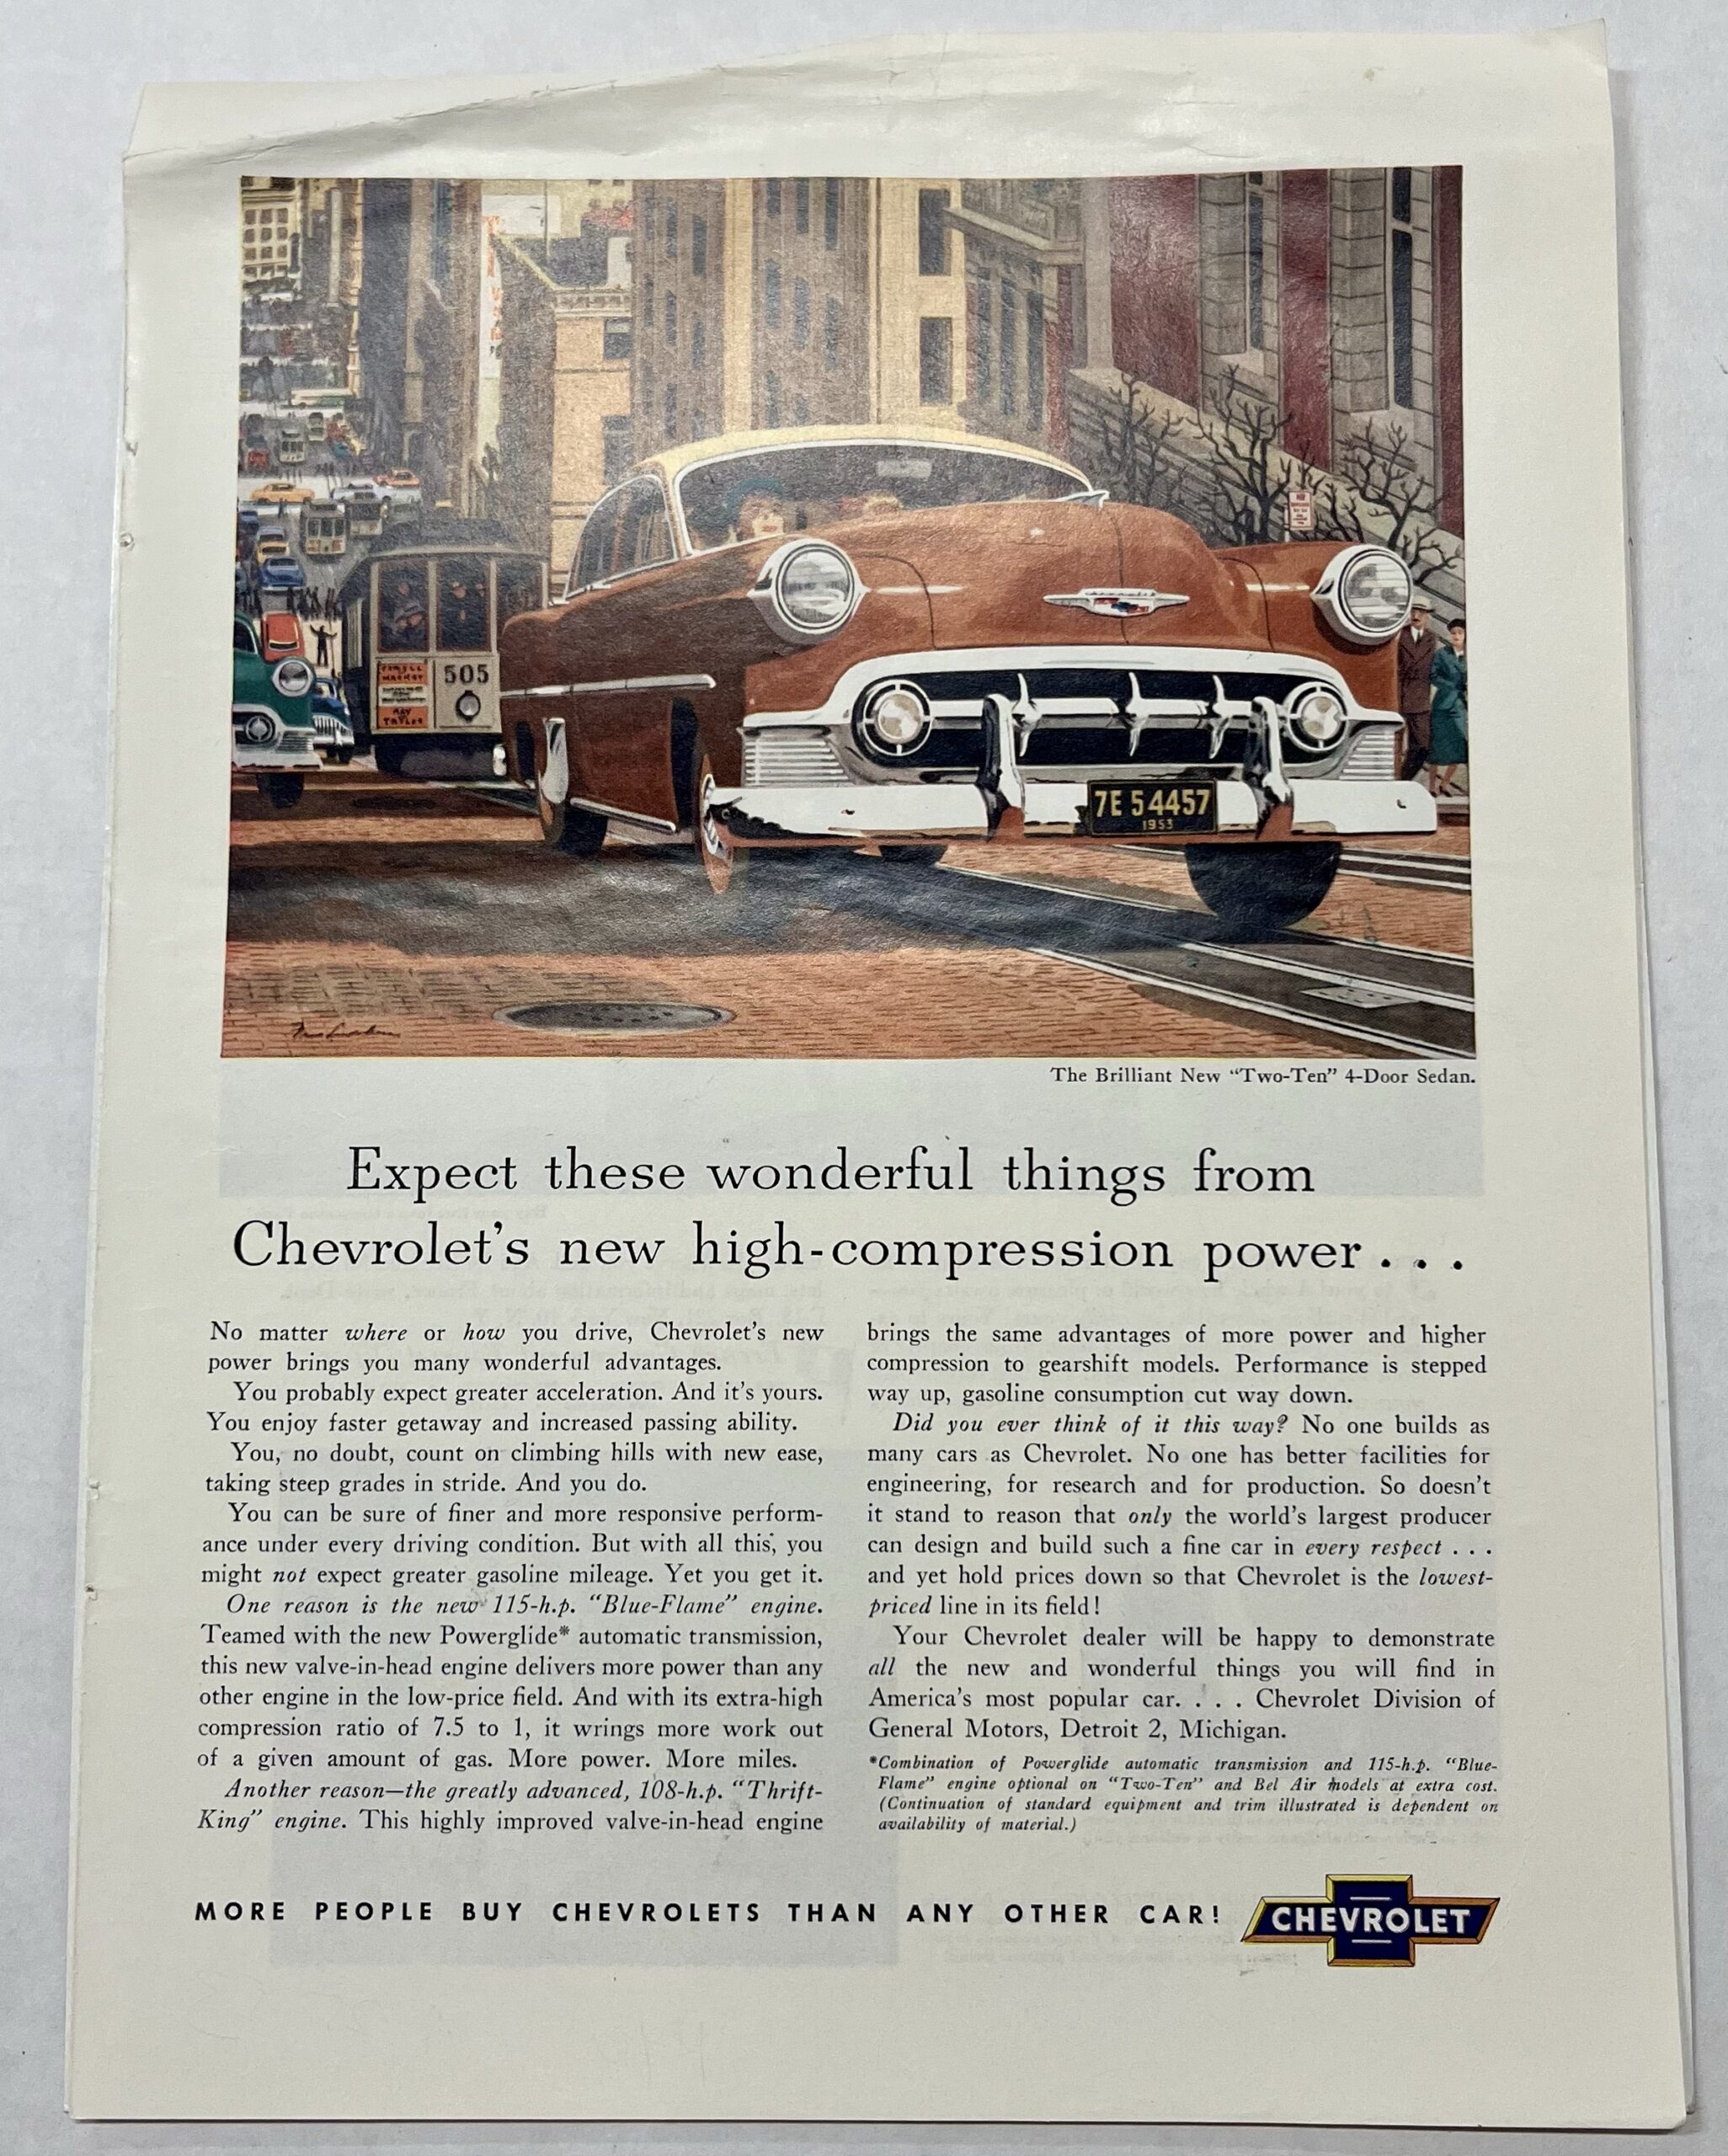 505
POWELL
MARKET
BAY
TAYLOR
7E 54457
1953
The Brilliant New “Two-Ten” 4-Door Sedan.
Expect these wonderful things from
Chevrolet’s new high-compression power . . .
No matter where or how you drive, Chevrolet’s new
power brings you many wonderful advantages.
You probably expect greater acceleration. And it’s yours.
You enjoy faster getaway and increased passing ability.
You, no doubt, count on climbing hills with new ease,
taking steep grades in stride. And you do.
You can be sure of finer and more responsive perform-
ance under every driving condition. But with all this, you
might not expect greater gasoline mileage. Yet you get it.
One reason is the new 115-h.p. “Blue-Flame” engine.
Teamed with the new Powerglide* automatic transmission,
this new valve-in-head engine delivers more power than any
other engine in the low-price field. And with its extra-high
compression ratio of 7.5 to 1, it wrings more work out
of a given amount of gas. More power. More miles.
Another reason—the greatly advanced, 108-h.p. “Thrift-
King” engine. This highly improved valve-in-head engine
brings the same advantages of more power and higher
compression to gearshift models. Performance is stepped
way up, gasoline consumption cut way down.
Did you ever think of it this way? No one builds as
many cars as Chevrolet. No one has better facilities for
engineering, for research and for production. So doesn’t
it stand to reason that only the world’s largest producer
can design and build such a fine car in every respect . . .
and yet hold prices down so that Chevrolet is the lowest-
priced line in its field!
Your Chevrolet dealer will be happy to demonstrate
all the new and wonderful things you will find in
America’s most popular car. . . . Chevrolet Division of
General Motors, Detroit 2, Michigan.
*Combination of Powerglide automatic transmission and 115-h.p. “Blue-
Flame” engine optional on “Two-Ten” and Bel Air models at extra cost.
(Continuation of standard equipment and trim illustrated is dependent on
availability of material.)
MORE PEOPLE BUY CHEVROLETS THAN ANY OTHER CAR!
CHEVROLET